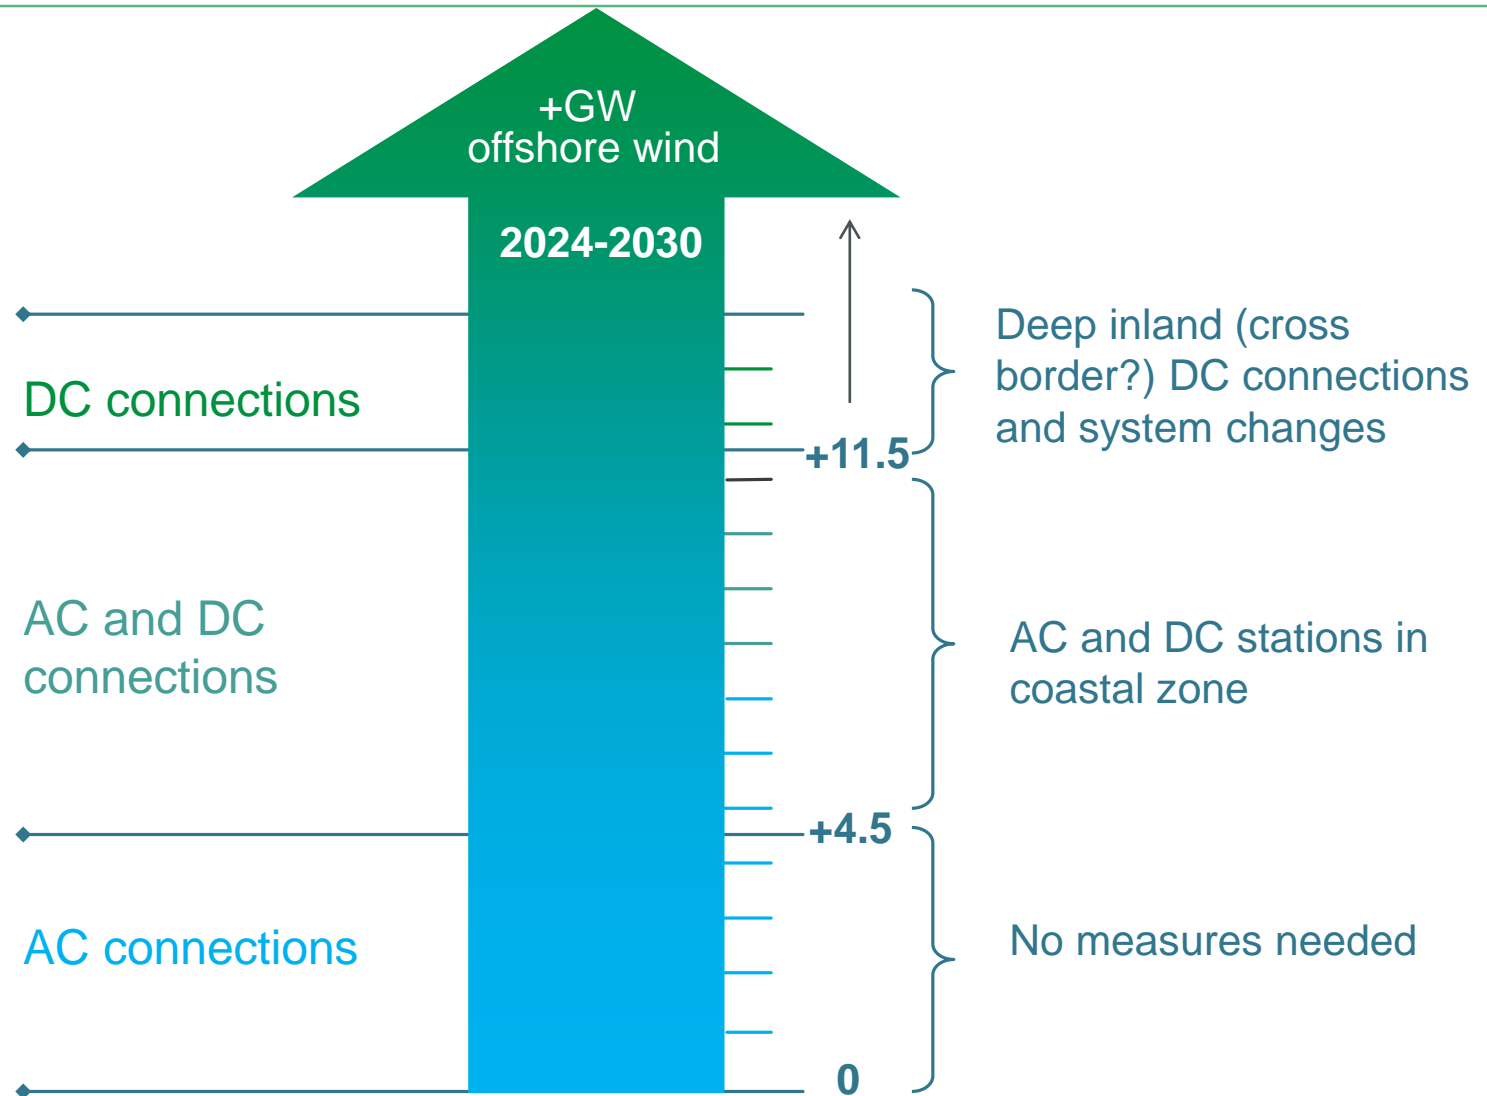 +GW
offshore wind
2024-2030
DC connections
Deep inland (cross
border?) DC connections
and system changes
+11.5
AC and DC
connections
AC and DC stations in
coastal zone
+4.5
AC connections
No measures needed
0